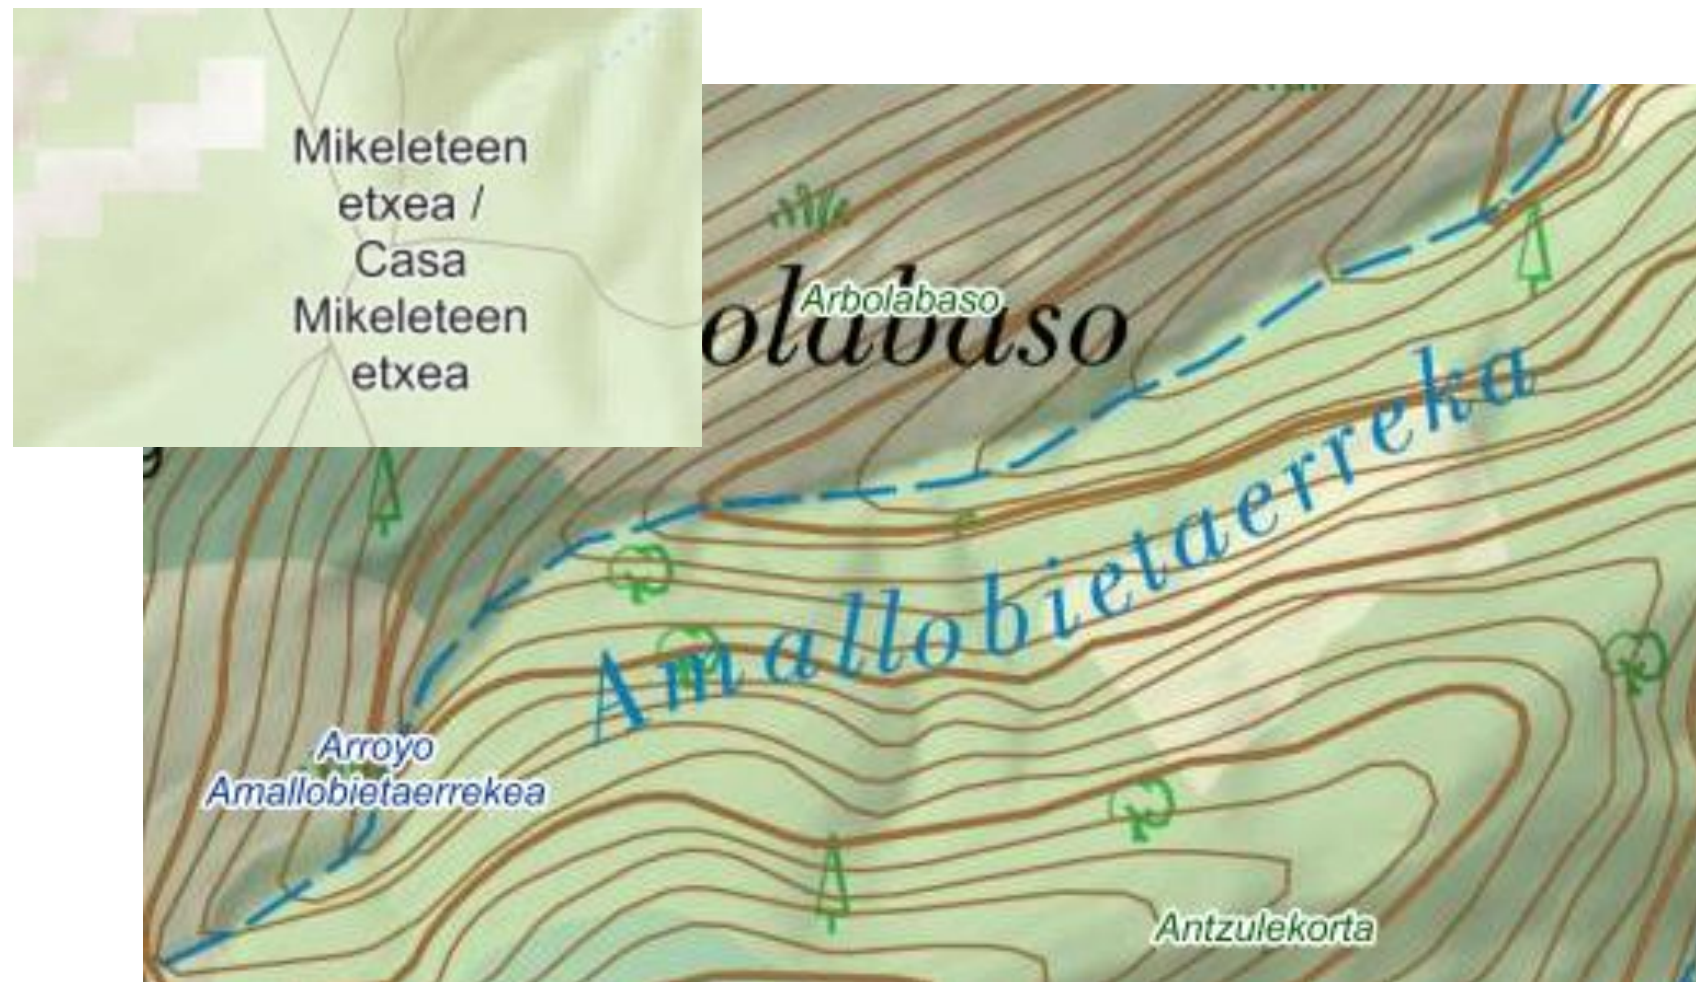 Mikeleteen
etxea /
Casa
Mikeleteen
etxea
Arbolabaso
olabaso
Amallobietaerreka
Arroyo
Amallobietaerrekea
Antzulekorta